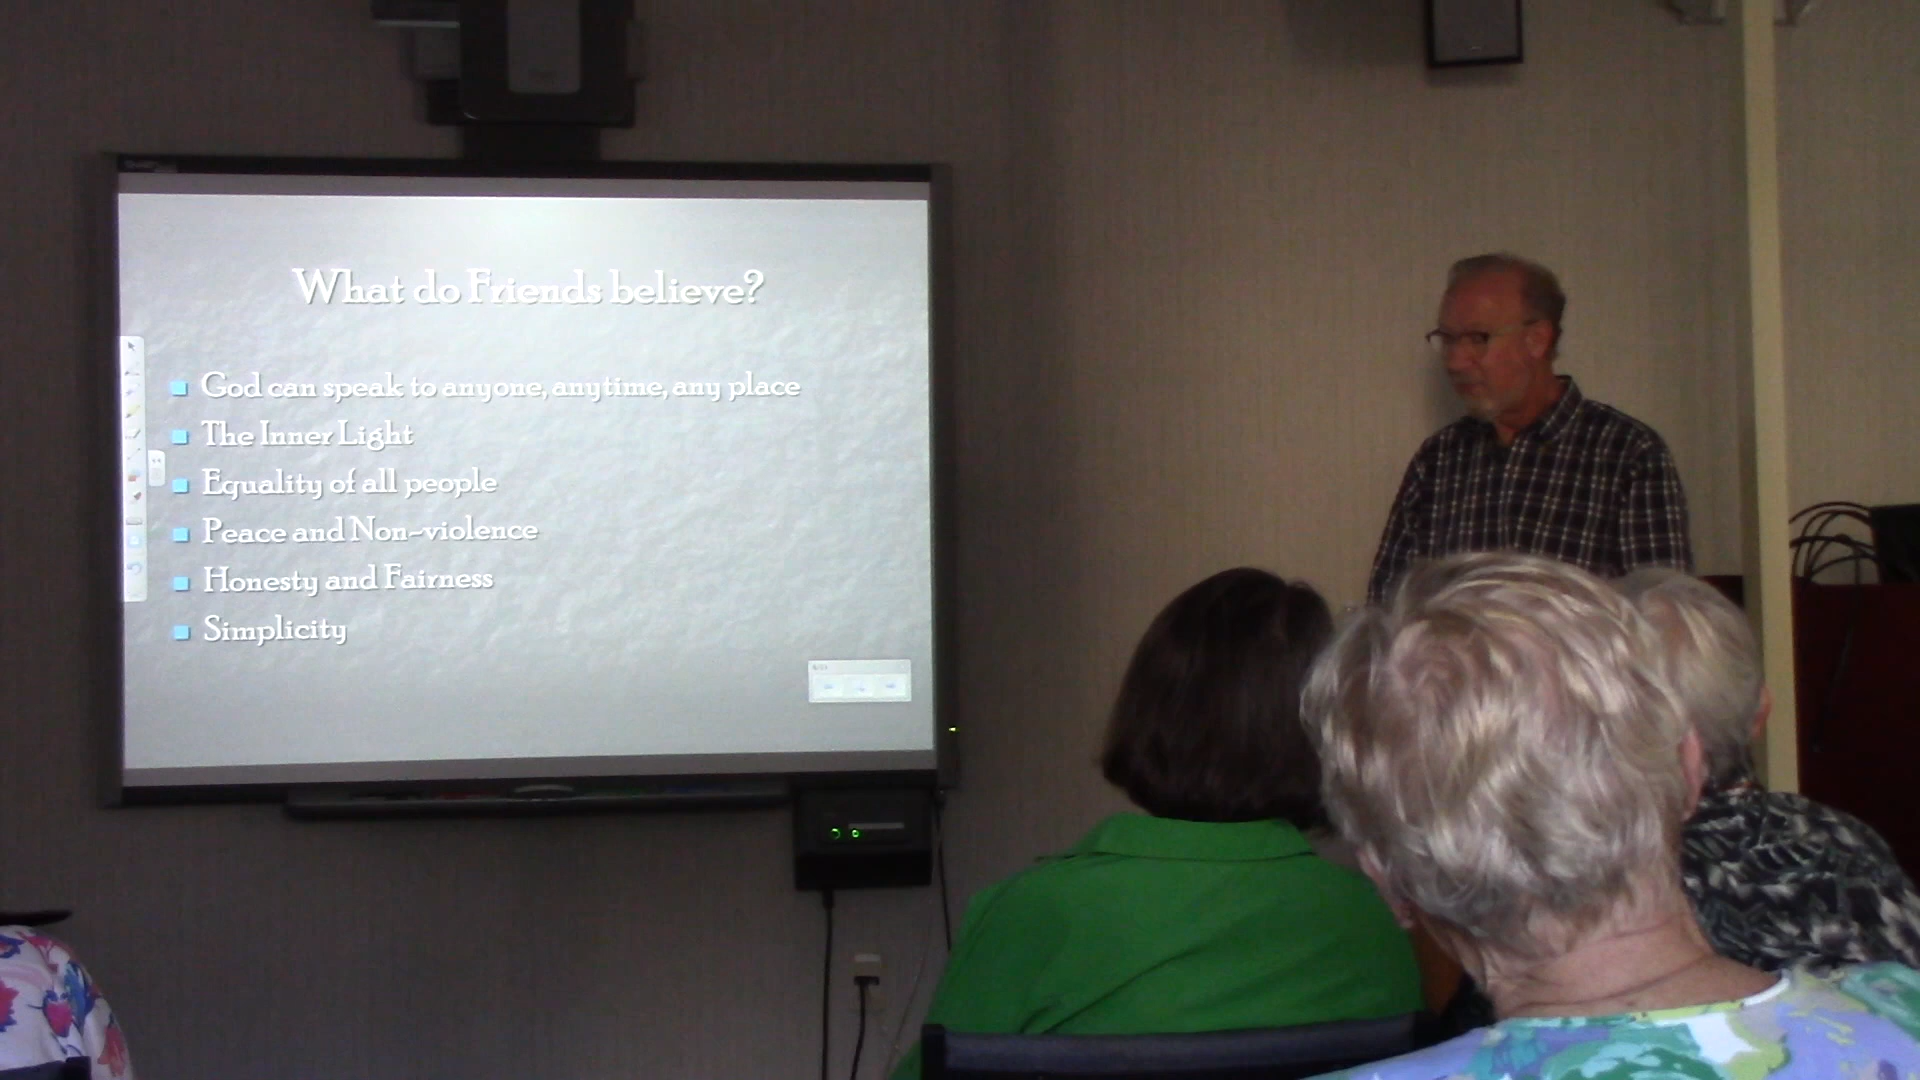 What do Friends believe?
God can speak to anyone, anytime, any place
The Inner Light
Equality of all people
Peace and Non-violence
Honesty and Fairness
Simplicity